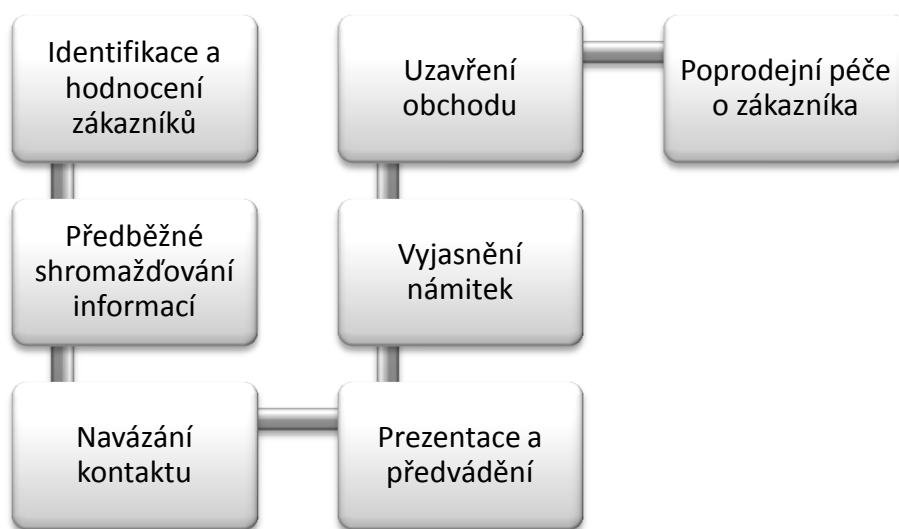 Identifikace a
hodnocení
zákazníků
Předběžné
shromažďování
informací
Navázání
kontaktu
Prezentace a
předvádění
Vyjasnění
námitek
Uzavření
obchodu
Poprodejní péče
o zákazníka